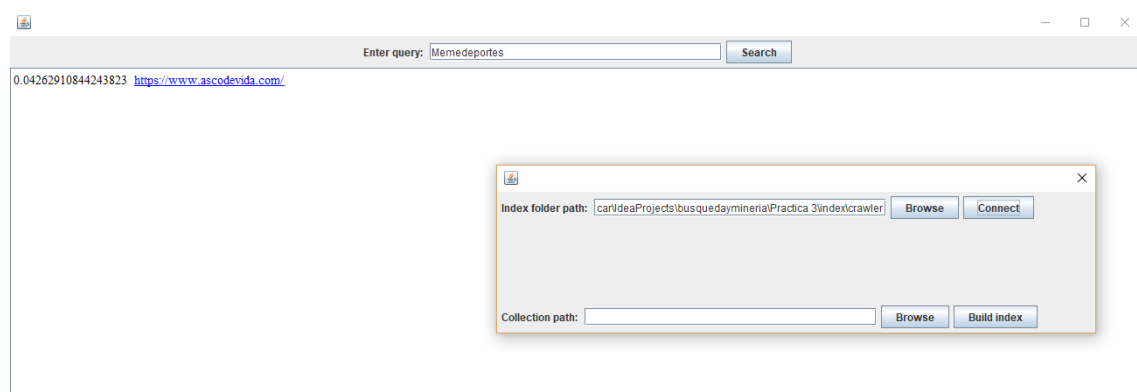 Enter query: Memedeportes Search
0.04262910844243823 https://www.ascodevida.com/
Index folder path: car\IdeaProjects\busquedaymineria\Practica 3\index\crawler Browse Connect
Collection path: Browse Build index